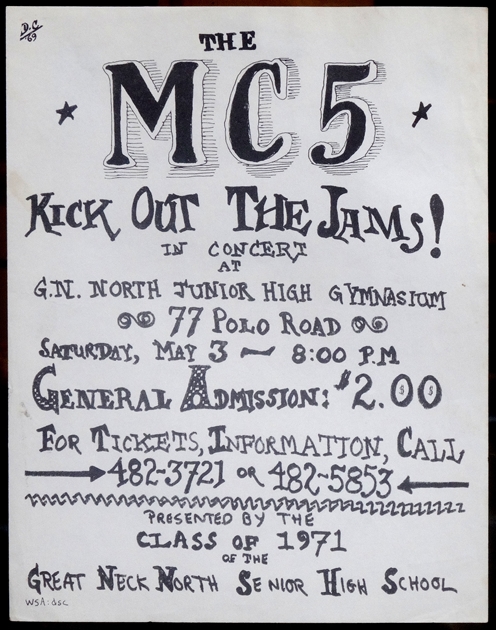 D.C
/69
THE
MC5
KICK OUT THE JAMS!
IN CONCERT
AT
G.N. NORTH JUNIOR HIGH GYMNASIUM
77 POLO ROAD
SATURDAY, MAY 3 — 8:00 P.M
GENERAL ADMISSION: $2.00
FOR TICKETS, INFORMATION, CALL
482-3721 OR 482-5853
PRESENTED BY THE
CLASS OF 1971
OF THE
GREAT NECK NORTH SENIOR HIGH SCHOOL
WSA:dsc